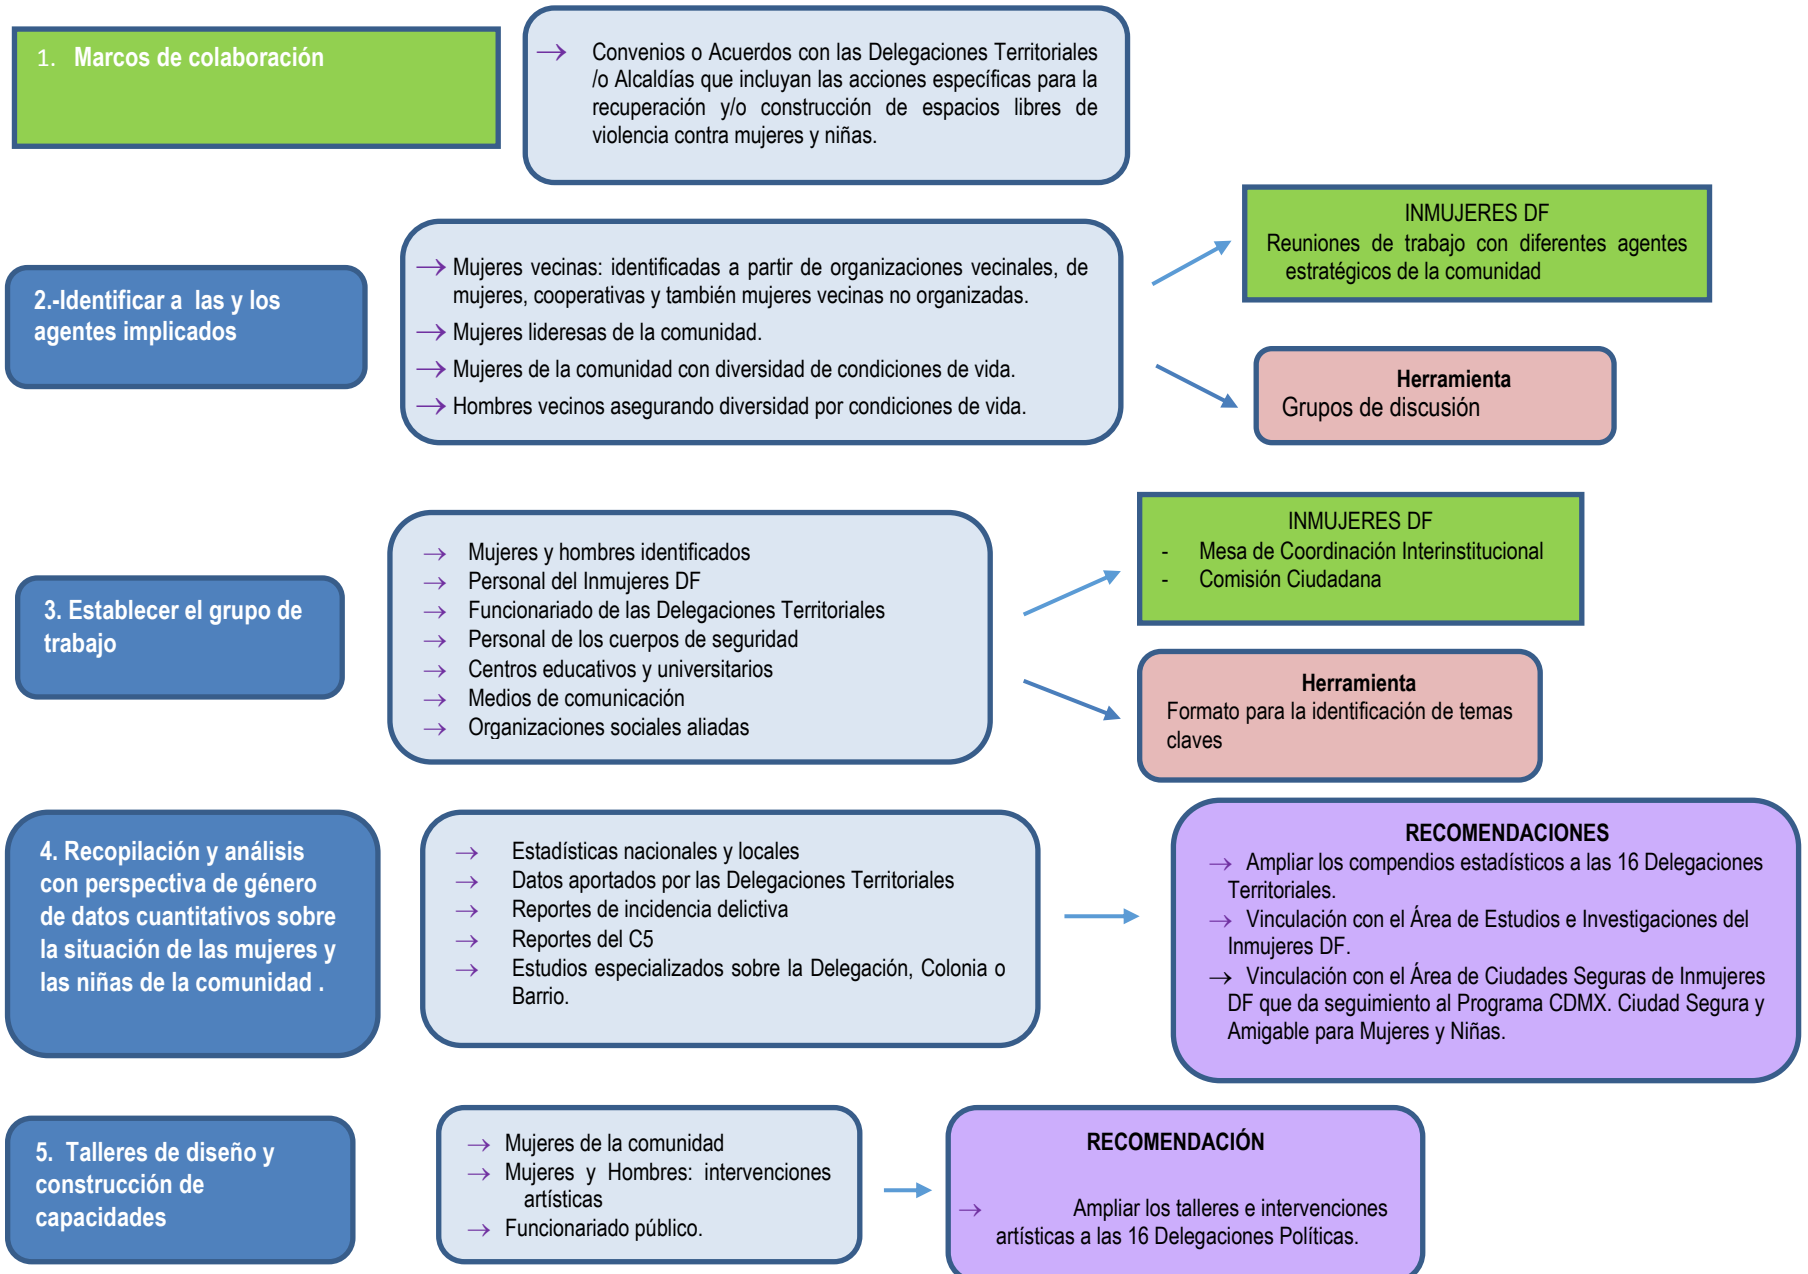 1. Marcos de colaboración
→ Convenios o Acuerdos con las Delegaciones Territoriales
/o Alcaldías que incluyan las acciones específicas para la
recuperación y/o construcción de espacios libres de
violencia contra mujeres y niñas.
2.-Identificar a las y los
agentes implicados
→ Mujeres vecinas: identificadas a partir de organizaciones vecinales, de
mujeres, cooperativas y también mujeres vecinas no organizadas.
→ Mujeres lideresas de la comunidad.
→ Mujeres de la comunidad con diversidad de condiciones de vida.
→ Hombres vecinos asegurando diversidad por condiciones de vida.
INMUJERES DF
Reuniones de trabajo con diferentes agentes
estratégicos de la comunidad
Herramienta
Grupos de discusión
3. Establecer el grupo de
trabajo
→ Mujeres y hombres identificados
→ Personal del Inmujeres DF
→ Funcionariado de las Delegaciones Territoriales
→ Personal de los cuerpos de seguridad
→ Centros educativos y universitarios
→ Medios de comunicación
→ Organizaciones sociales aliadas
INMUJERES DF
- Mesa de Coordinación Interinstitucional
- Comisión Ciudadana
Herramienta
Formato para la identificación de temas
claves
4. Recopilación y análisis
con perspectiva de género
de datos cuantitativos sobre
la situación de las mujeres y
las niñas de la comunidad .
→ Estadísticas nacionales y locales
→ Datos aportados por las Delegaciones Territoriales
→ Reportes de incidencia delictiva
→ Reportes del C5
→ Estudios especializados sobre la Delegación, Colonia o
Barrio.
RECOMENDACIONES
→ Ampliar los compendios estadísticos a las 16 Delegaciones
Territoriales.
→ Vinculación con el Área de Estudios e Investigaciones del
Inmujeres DF.
→ Vinculación con el Área de Ciudades Seguras de Inmujeres
DF que da seguimiento al Programa CDMX. Ciudad Segura y
Amigable para Mujeres y Niñas.
5. Talleres de diseño y
construcción de
capacidades
→ Mujeres de la comunidad
→ Mujeres y Hombres: intervenciones
artísticas
→ Funcionariado público.
RECOMENDACIÓN
→ Ampliar los talleres e intervenciones
artísticas a las 16 Delegaciones Políticas.